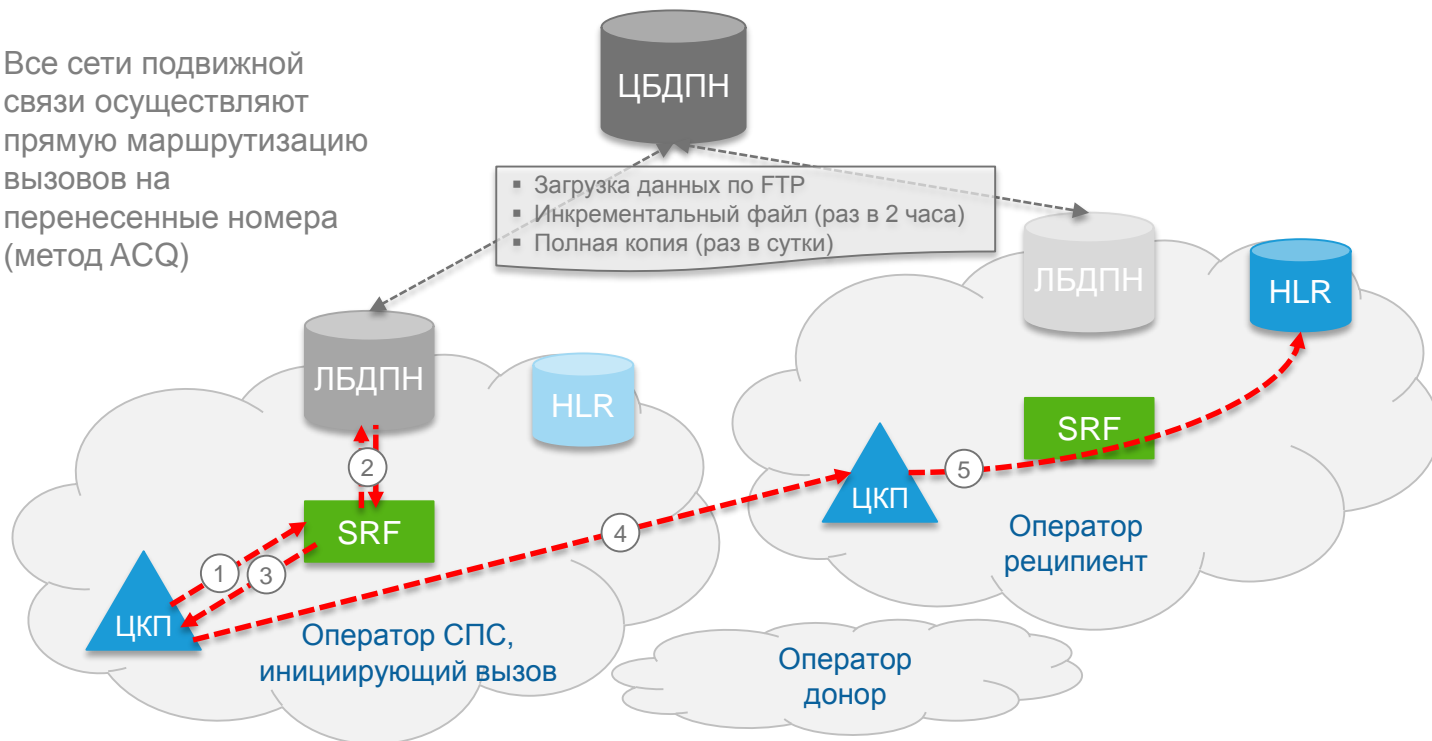 ЦБДПН
Все сети подвижной
связи осуществляют
прямую маршрутизацию
вызовов на
перенесенные номера
(метод ACQ)
▪ Загрузка данных по FTP
▪ Инкрементальный файл (раз в 2 часа)
▪ Полная копия (раз в сутки)
ЛБДПН
HLR
ЛБДПН
HLR
SRF
2
5
ЦКП
SRF
4
Оператор
реципиент
1
3
ЦКП
Оператор СПС,
инициирующий вызов
Оператор
донор